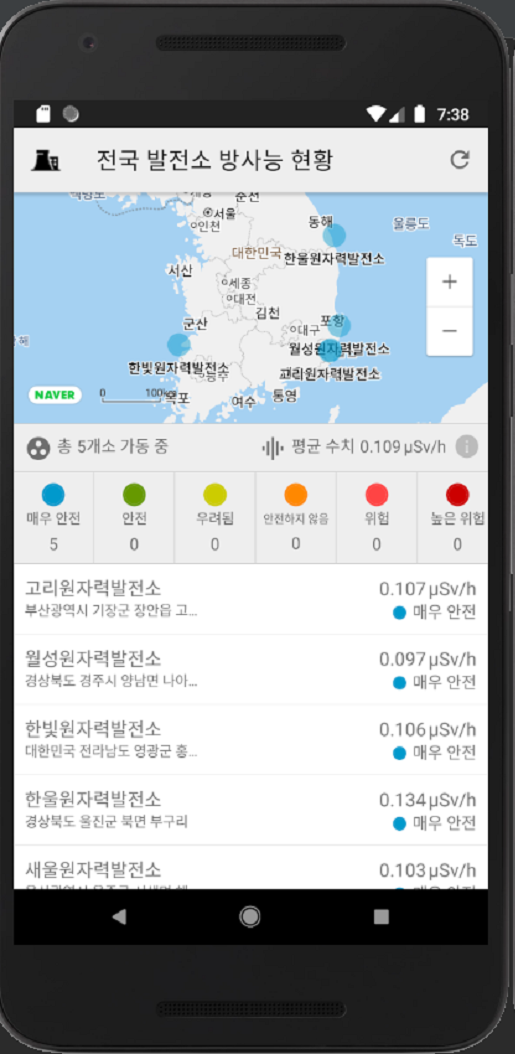 7:38
전국 발전소 방사능 현황
순천
서울
인천
동해
울릉도
독도
대한민국
한울원자력발전소
서산
세종
대전
김천
군산
대구
포항
월성원자력발전소
한빛원자력발전소
고리원자력발전소
해
NAVER
0
100
목포
여수
통영
+
−
총 5개소 가동 중
평균 수치 0.109 μSv/h
매우 안전
안전
우려됨
안전하지 않음
위험
높은 위험
5
0
0
0
0
0
고리원자력발전소
0.107 μSv/h
부산광역시 기장군 장안읍 고...
매우 안전
월성원자력발전소
0.097 μSv/h
경상북도 경주시 양남면 나아...
매우 안전
한빛원자력발전소
0.106 μSv/h
대한민국 전라남도 영광군 홍...
매우 안전
한울원자력발전소
0.134 μSv/h
경상북도 울진군 북면 부구리
매우 안전
새울원자력발전소
0.103 μSv/h